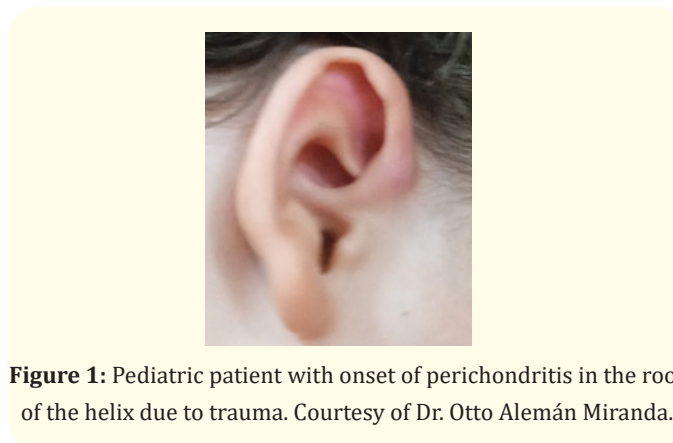 Figure 1: Pediatric patient with onset of perichondritis in the roo
of the helix due to trauma. Courtesy of Dr. Otto Alemán Miranda.